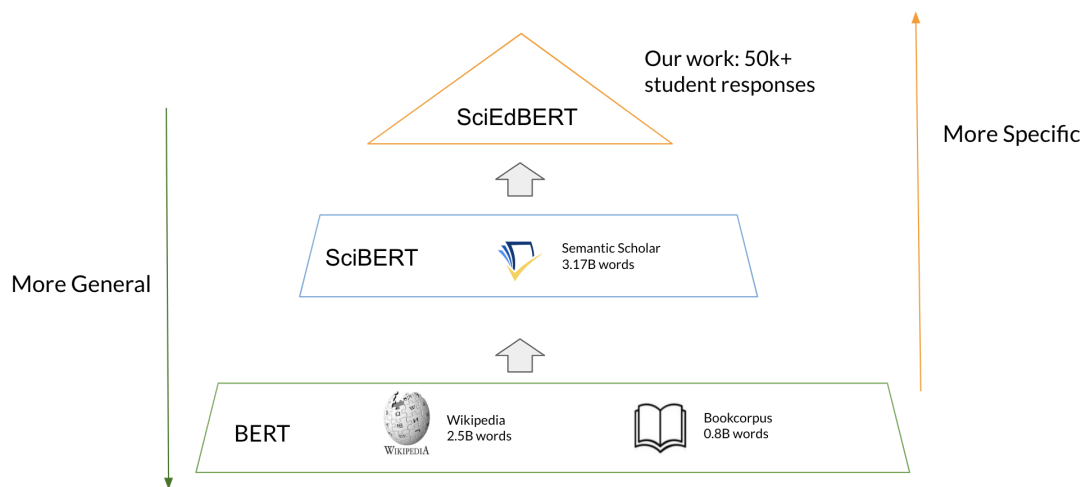 Our work: 50k+
student responses
SciEdBERT
More Specific
SciBERT
Semantic Scholar
3.17B words
More General
BERT
WIKIPEDIA
Wikipedia
2.5B words
Bookcorpus
0.8B words